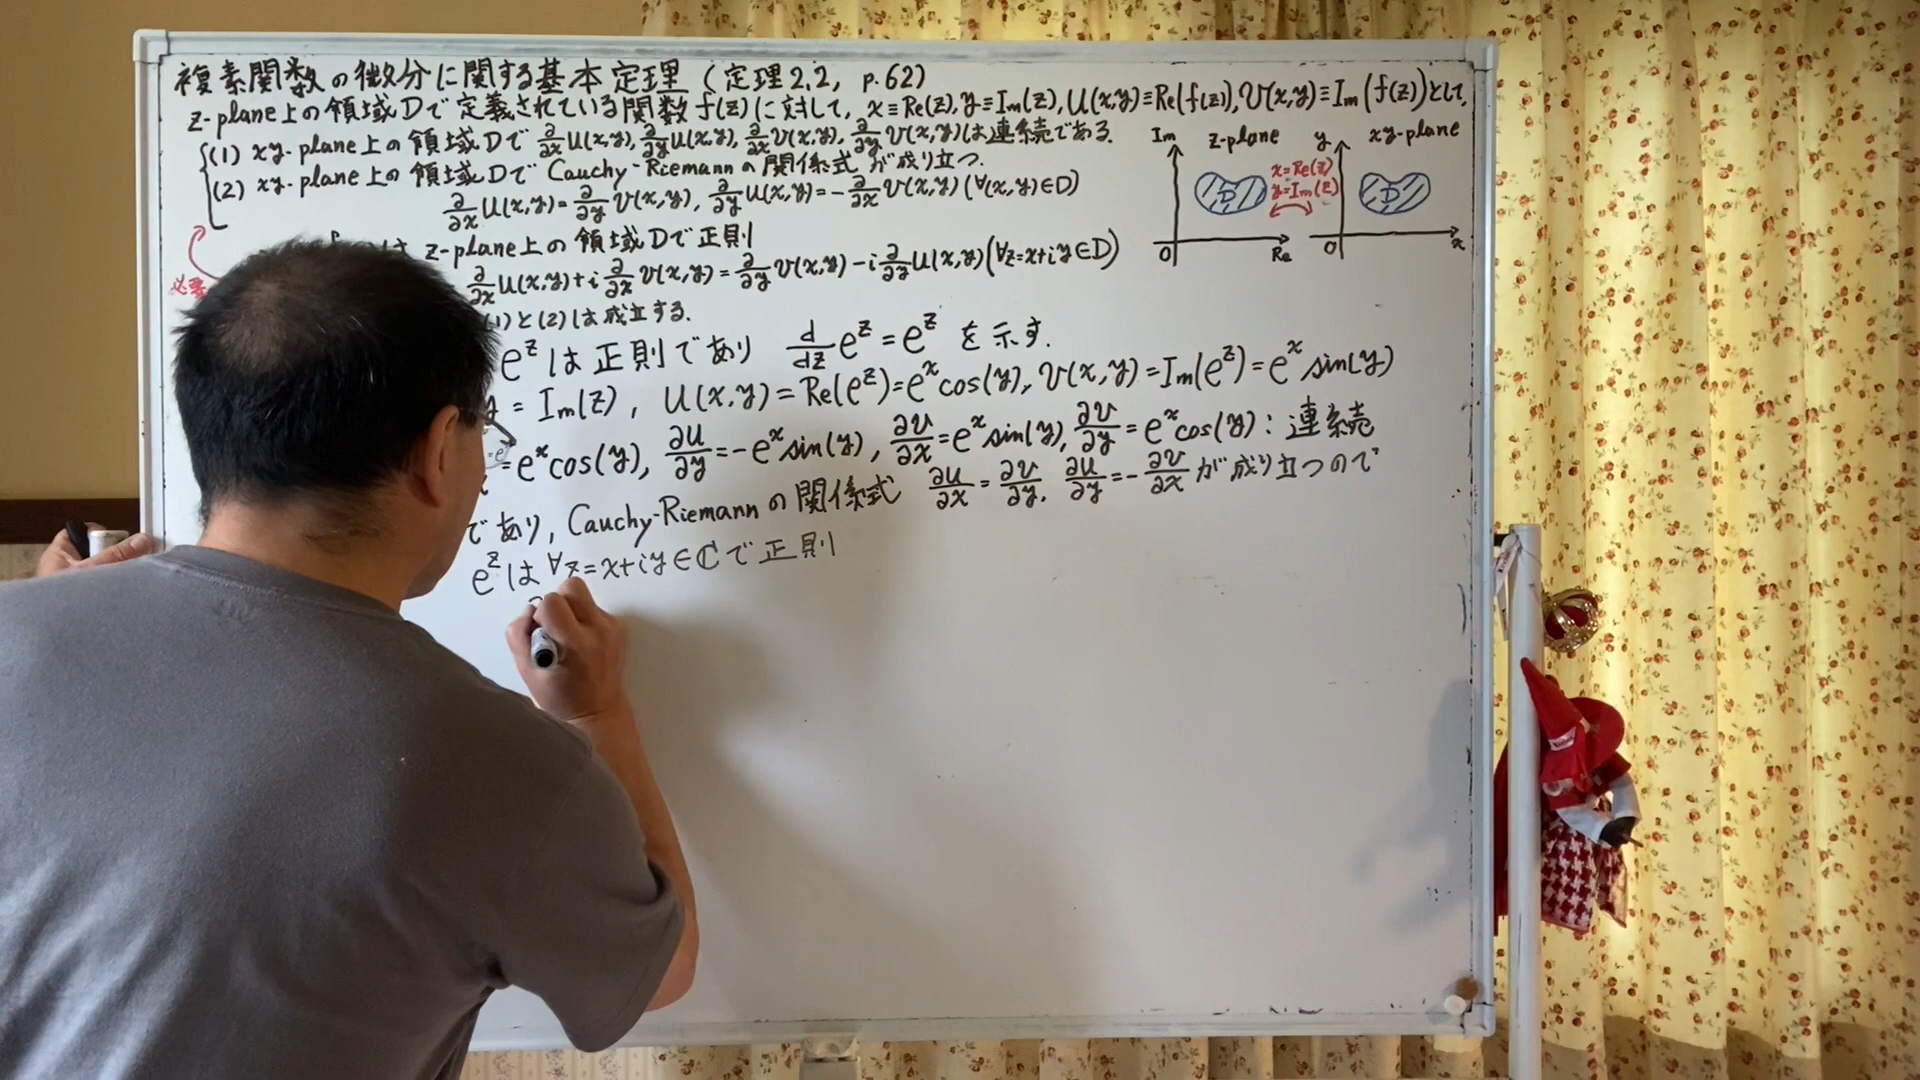 複素関数の微分に関する基本定理 (定理2.2, p.62)
z-plane上の領域Dで定義されている関数 f(z)に対して, x≡Re(z), y≡Im(z), U(x,y)≡Re(f(z)), V(x,y)≡Im(f(z))として,
(1) xy-plane上の領域Dで ∂/∂x U(x,y), ∂/∂y U(x,y), ∂/∂x V(x,y), ∂/∂y V(x,y)は連続である.
(2) xy-plane上の領域Dで Cauchy-Riemannの関係式が成り立つ.
∂/∂x U(x,y) = ∂/∂y V(x,y), ∂/∂y U(x,y) = -∂/∂x V(x,y) (∀(x,y)∈D)
は z-plane上の領域Dで正則
∂/∂x U(x,y) + i ∂/∂x V(x,y) = ∂/∂y V(x,y) - i ∂/∂y U(x,y) (∀z=x+iy∈D)
必要
(1)と(2)は成立する.
Im z-plane y xy-plane
x=Re(z)
y=Im(z)
D D
0 Re 0 x
e^z は正則であり d/dz e^z = e^z を示す.
y = Im(z), U(x,y) = Re(e^z) = e^x cos(y), V(x,y) = Im(e^z) = e^x sin(y)
= e^x cos(y), ∂U/∂y = -e^x sin(y), ∂V/∂x = e^x sin(y), ∂V/∂y = e^x cos(y) : 連続
であり, Cauchy-Riemannの関係式 ∂U/∂x = ∂V/∂y, ∂U/∂y = -∂V/∂x が成り立つので
e^z は ∀z=x+iy∈ℂで正則